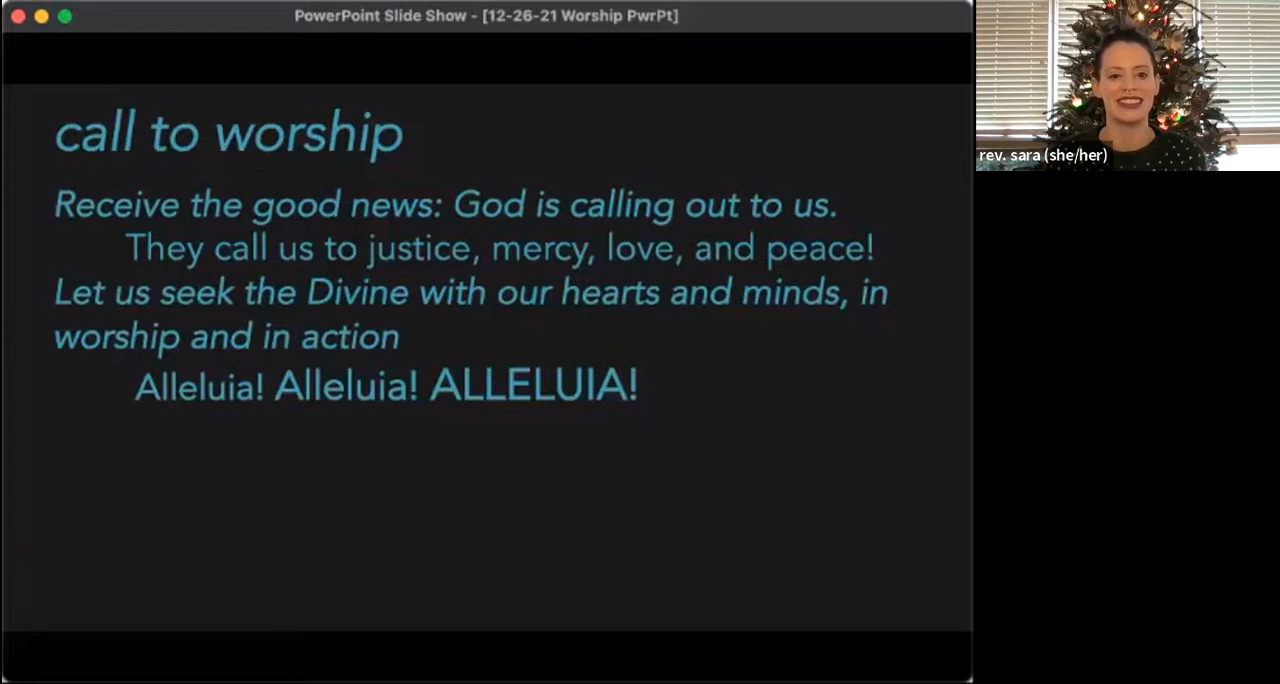 PowerPoint Slide Show - [12-26-21 Worship PwrPt]
rev. sara (she/her)
call to worship
Receive the good news: God is calling out to us.
They call us to justice, mercy, love, and peace!
Let us seek the Divine with our hearts and minds, in
worship and in action
Alleluia! Alleluia! ALLELUIA!